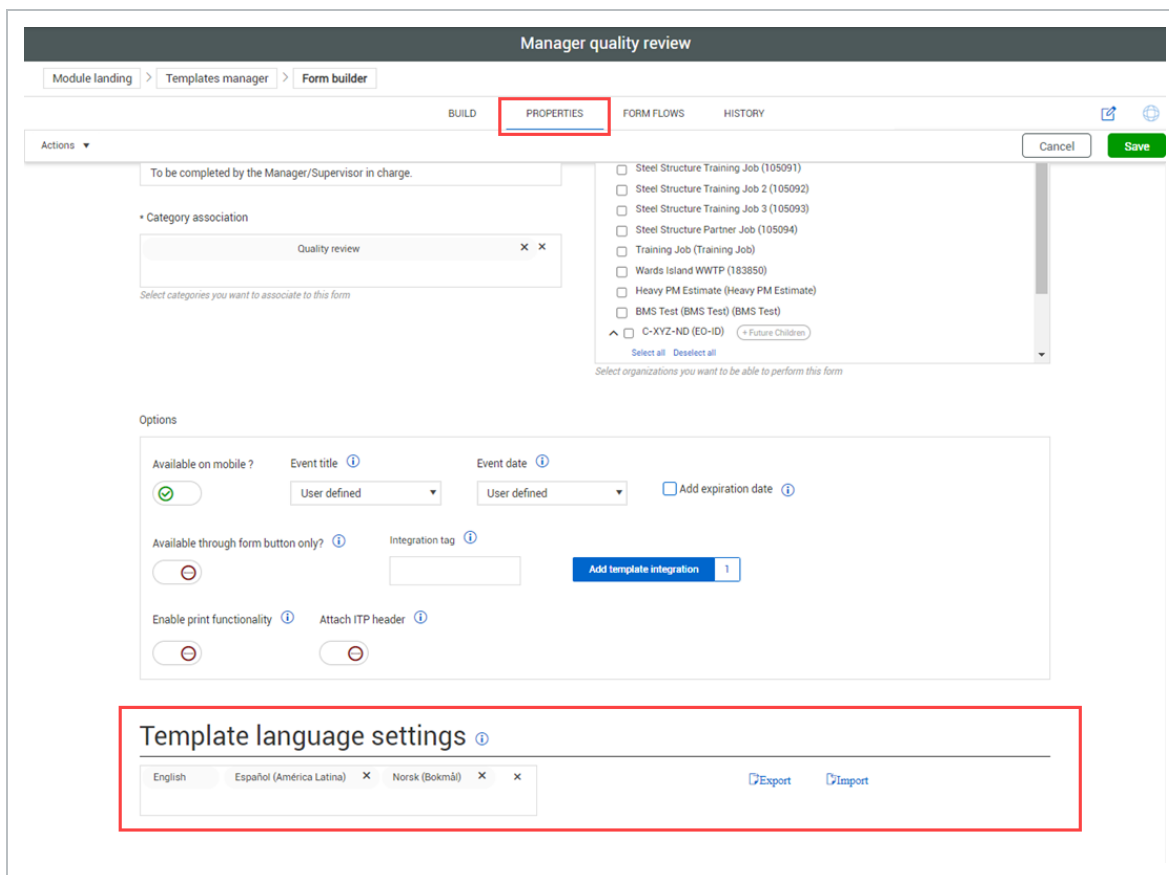 Manager quality review
Module landing > Templates manager > Form builder
BUILD PROPERTIES FORM FLOWS HISTORY
Actions ▼ Cancel Save
To be completed by the Manager/Supervisor in charge.
* Category association
Quality review × ×
Select categories you want to associate to this form
Steel Structure Training Job (105091)
Steel Structure Training Job 2 (105092)
Steel Structure Training Job 3 (105093)
Steel Structure Partner Job (105094)
Training Job (Training Job)
Wards Island WWTP (183850)
Heavy PM Estimate (Heavy PM Estimate)
BMS Test (BMS Test) (BMS Test)
C-XYZ-ND (EO-ID) + Future Children
Select all Deselect all
Select organizations you want to be able to perform this form
Options
Available on mobile ? Event title Event date
User defined User defined Add expiration date
Available through form button only? Integration tag
Add template integration 1
Enable print functionality Attach ITP header
Template language settings
English Español (América Latina) × Norsk (Bokmål) × × Export Import